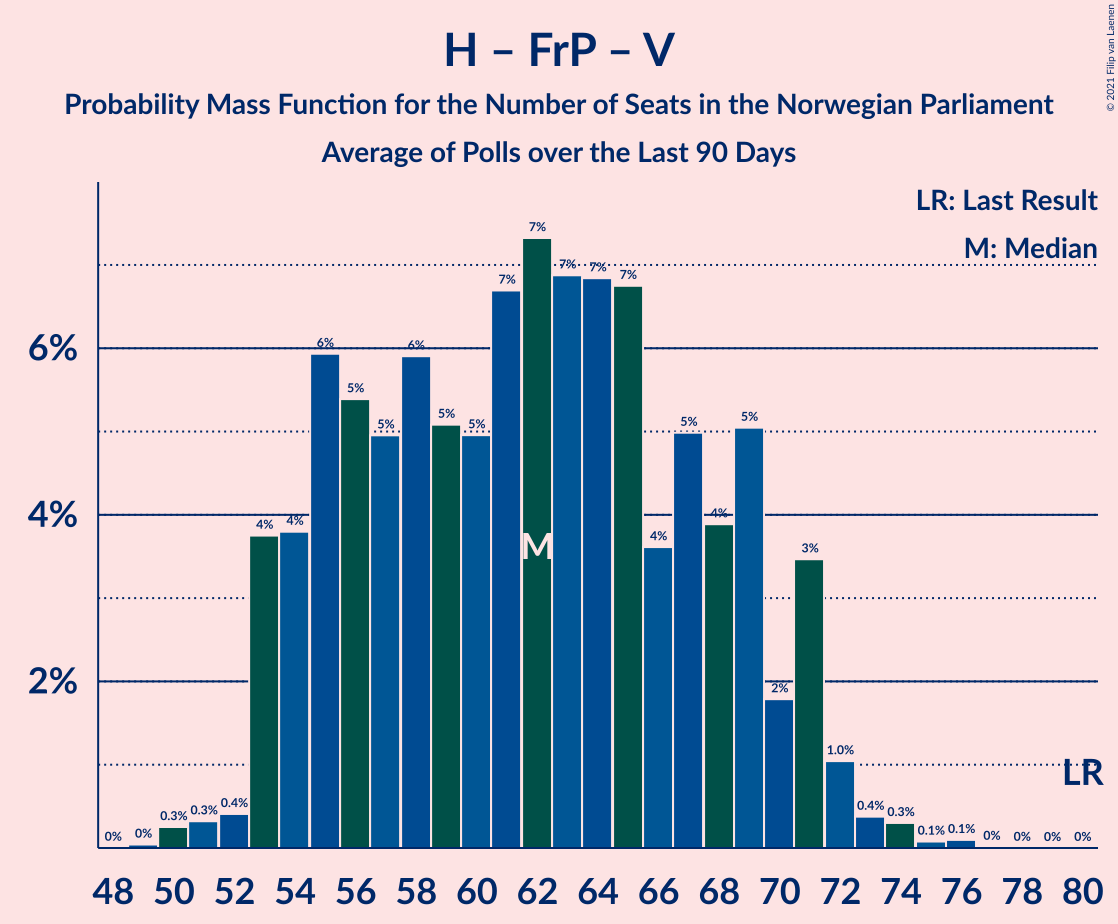 H – FrP – V
Probability Mass Function for the Number of Seats in the Norwegian Parliament
Average of Polls over the Last 90 Days
© 2021 Filip van Laenen
LR: Last Result
M: Median
6%
4%
2%
0% 0% 0.3% 0.3% 0.4% 4% 4% 6% 5% 5% 6% 5% 5% 7% 7% 7% 7% 7% 4% 5% 4% 5% 2% 3% 1.0% 0.4% 0.3% 0.1% 0.1% 0% 0% 0% 0%
M
LR
48 50 52 54 56 58 60 62 64 66 68 70 72 74 76 78 80